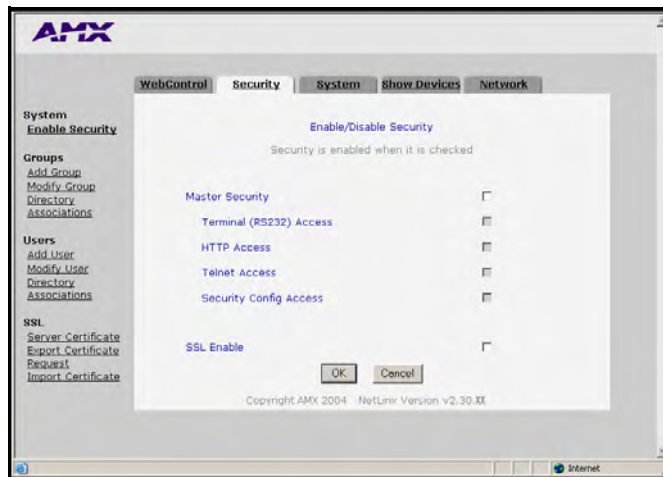 AMX
WebControl Security System Show Devices Network
System
Enable Security
Groups
Add Group
Modify Group
Directory
Associations
Users
Add User
Modify User
Directory
Associations
SSL
Server Certificate
Export Certificate
Request
Import Certificate
Enable/Disable Security
Security is enabled when it is checked
Master Security
Terminal (RS232) Access
HTTP Access
Telnet Access
Security Config Access
SSL Enable
OK Cancel
Copyright AMX 2004 NetLinx Version v2.30.XX
Internet